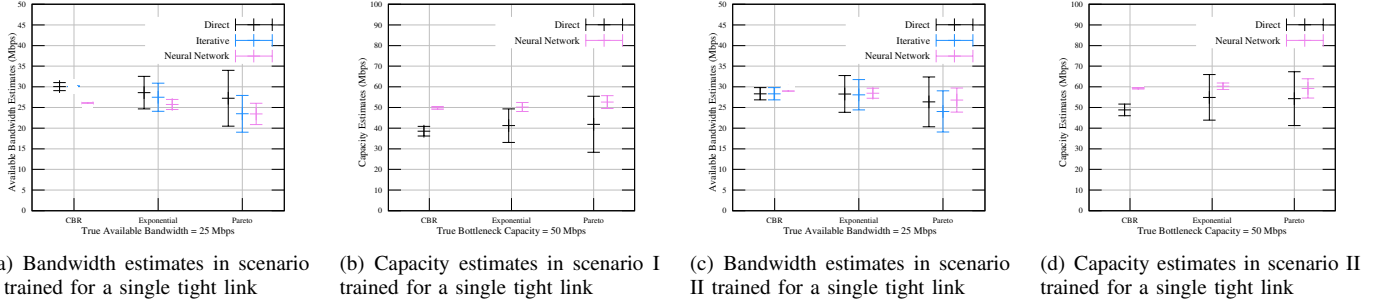 50
45
40
35
30
25
20
15
10
5
0
Available Bandwidth Estimates (Mbps)
Direct
Iterative
Neural Network
CBR Exponential Pareto
True Available Bandwidth = 25 Mbps
100
90
80
70
60
50
40
30
20
10
0
Capacity Estimates (Mbps)
Direct
Neural Network
CBR Exponential Pareto
True Bottleneck Capacity = 50 Mbps
50
45
40
35
30
25
20
15
10
5
0
Available Bandwidth Estimates (Mbps)
Direct
Iterative
Neural Network
CBR Exponential Pareto
True Available Bandwidth = 25 Mbps
100
90
80
70
60
50
40
30
20
10
0
Capacity Estimates (Mbps)
Direct
Neural Network
CBR Exponential Pareto
True Bottleneck Capacity = 50 Mbps
) Bandwidth estimates in scenario
trained for a single tight link
(b) Capacity estimates in scenario I
trained for a single tight link
(c) Bandwidth estimates in scenario
II trained for a single tight link
(d) Capacity estimates in scenario II
trained for a single tight link